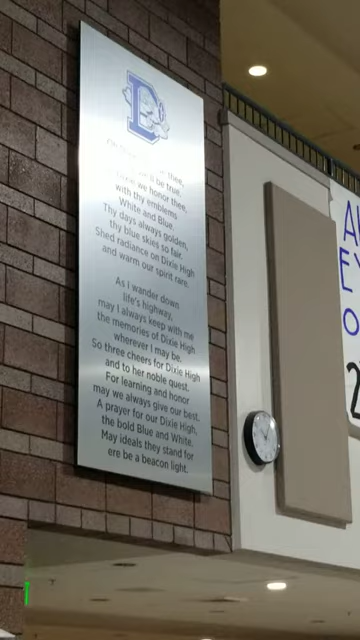 D
thee,
be true.
we honor thee,
with thy emblems
White and Blue.
Thy days always golden,
thy blue skies so fair.
Shed radiance on Dixie High
and warm our spirit rare.
As I wander down
life's highway,
may I always keep with me
the memories of Dixie High
wherever I may be.
So three cheers for Dixie High
and to her noble quest.
For learning and honor
may we always give our best.
A prayer for our Dixie High,
the bold Blue and White.
May ideals they stand for
ere be a beacon light.
A
E
O
2